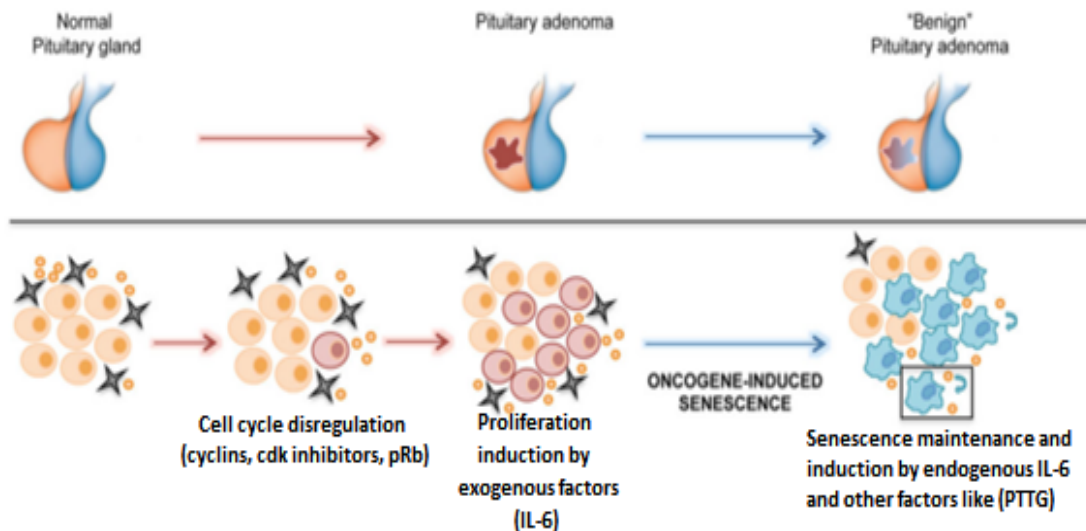 Normal
Pituitary gland
Pituitary adenoma
"Benign"
Pituitary adenoma
ONCOGENE-INDUCED
SENESCENCE
Cell cycle disregulation
(cyclins, cdk inhibitors, pRb)
Proliferation
induction by
exogenous factors
(IL-6)
Senescence maintenance and
induction by endogenous IL-6
and other factors like (PTTG)